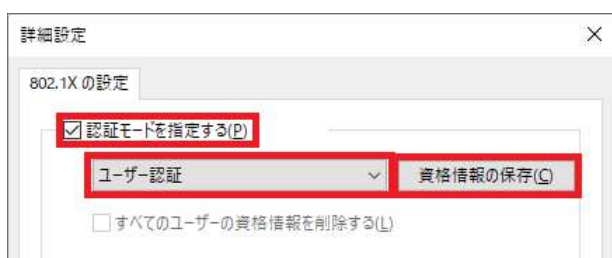 詳細設定
802.1X の設定
認証モードを指定する(P)
ユーザー認証 資格情報の保存(C)
すべてのユーザーの資格情報を削除する(L)